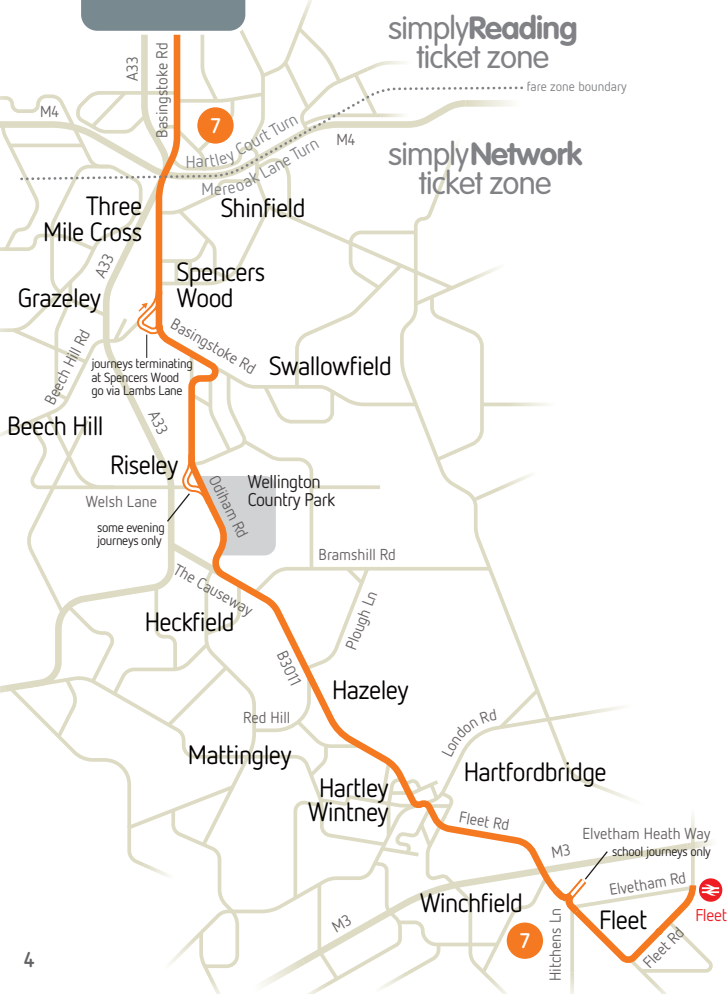 simplyReading
ticket zone
fare zone boundary
A33
Basingstoke Rd
M4
7
Hartley Court Turn
M4
Mereoak Lane Turn
simplyNetwork
ticket zone
Three
Mile Cross
Shinfield
A33
Spencers
Wood
Grazeley
Basingstoke Rd
Beech Hill Rd
journeys terminating
at Spencers Wood
go via Lambs Lane
Swallowfield
A33
Beech Hill
Riseley
Odiham Rd
Wellington
Country Park
Welsh Lane
some evening
journeys only
Bramshill Rd
The Causeway
Plough Ln
Heckfield
B3011
Hazeley
Red Hill
London Rd
Mattingley
Hartfordbridge
Hartley
Wintney
Fleet Rd
Elvetham Heath Way
school journeys only
M3
Elvetham Rd
Winchfield
Fleet
Fleet
M3
7
Hitchens Ln
Fleet Rd
4